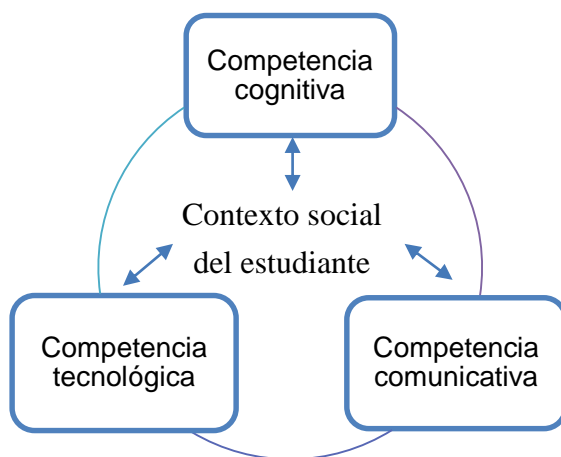 Competencia
cognitiva
Contexto social
del estudiante
Competencia
tecnológica
Competencia
comunicativa